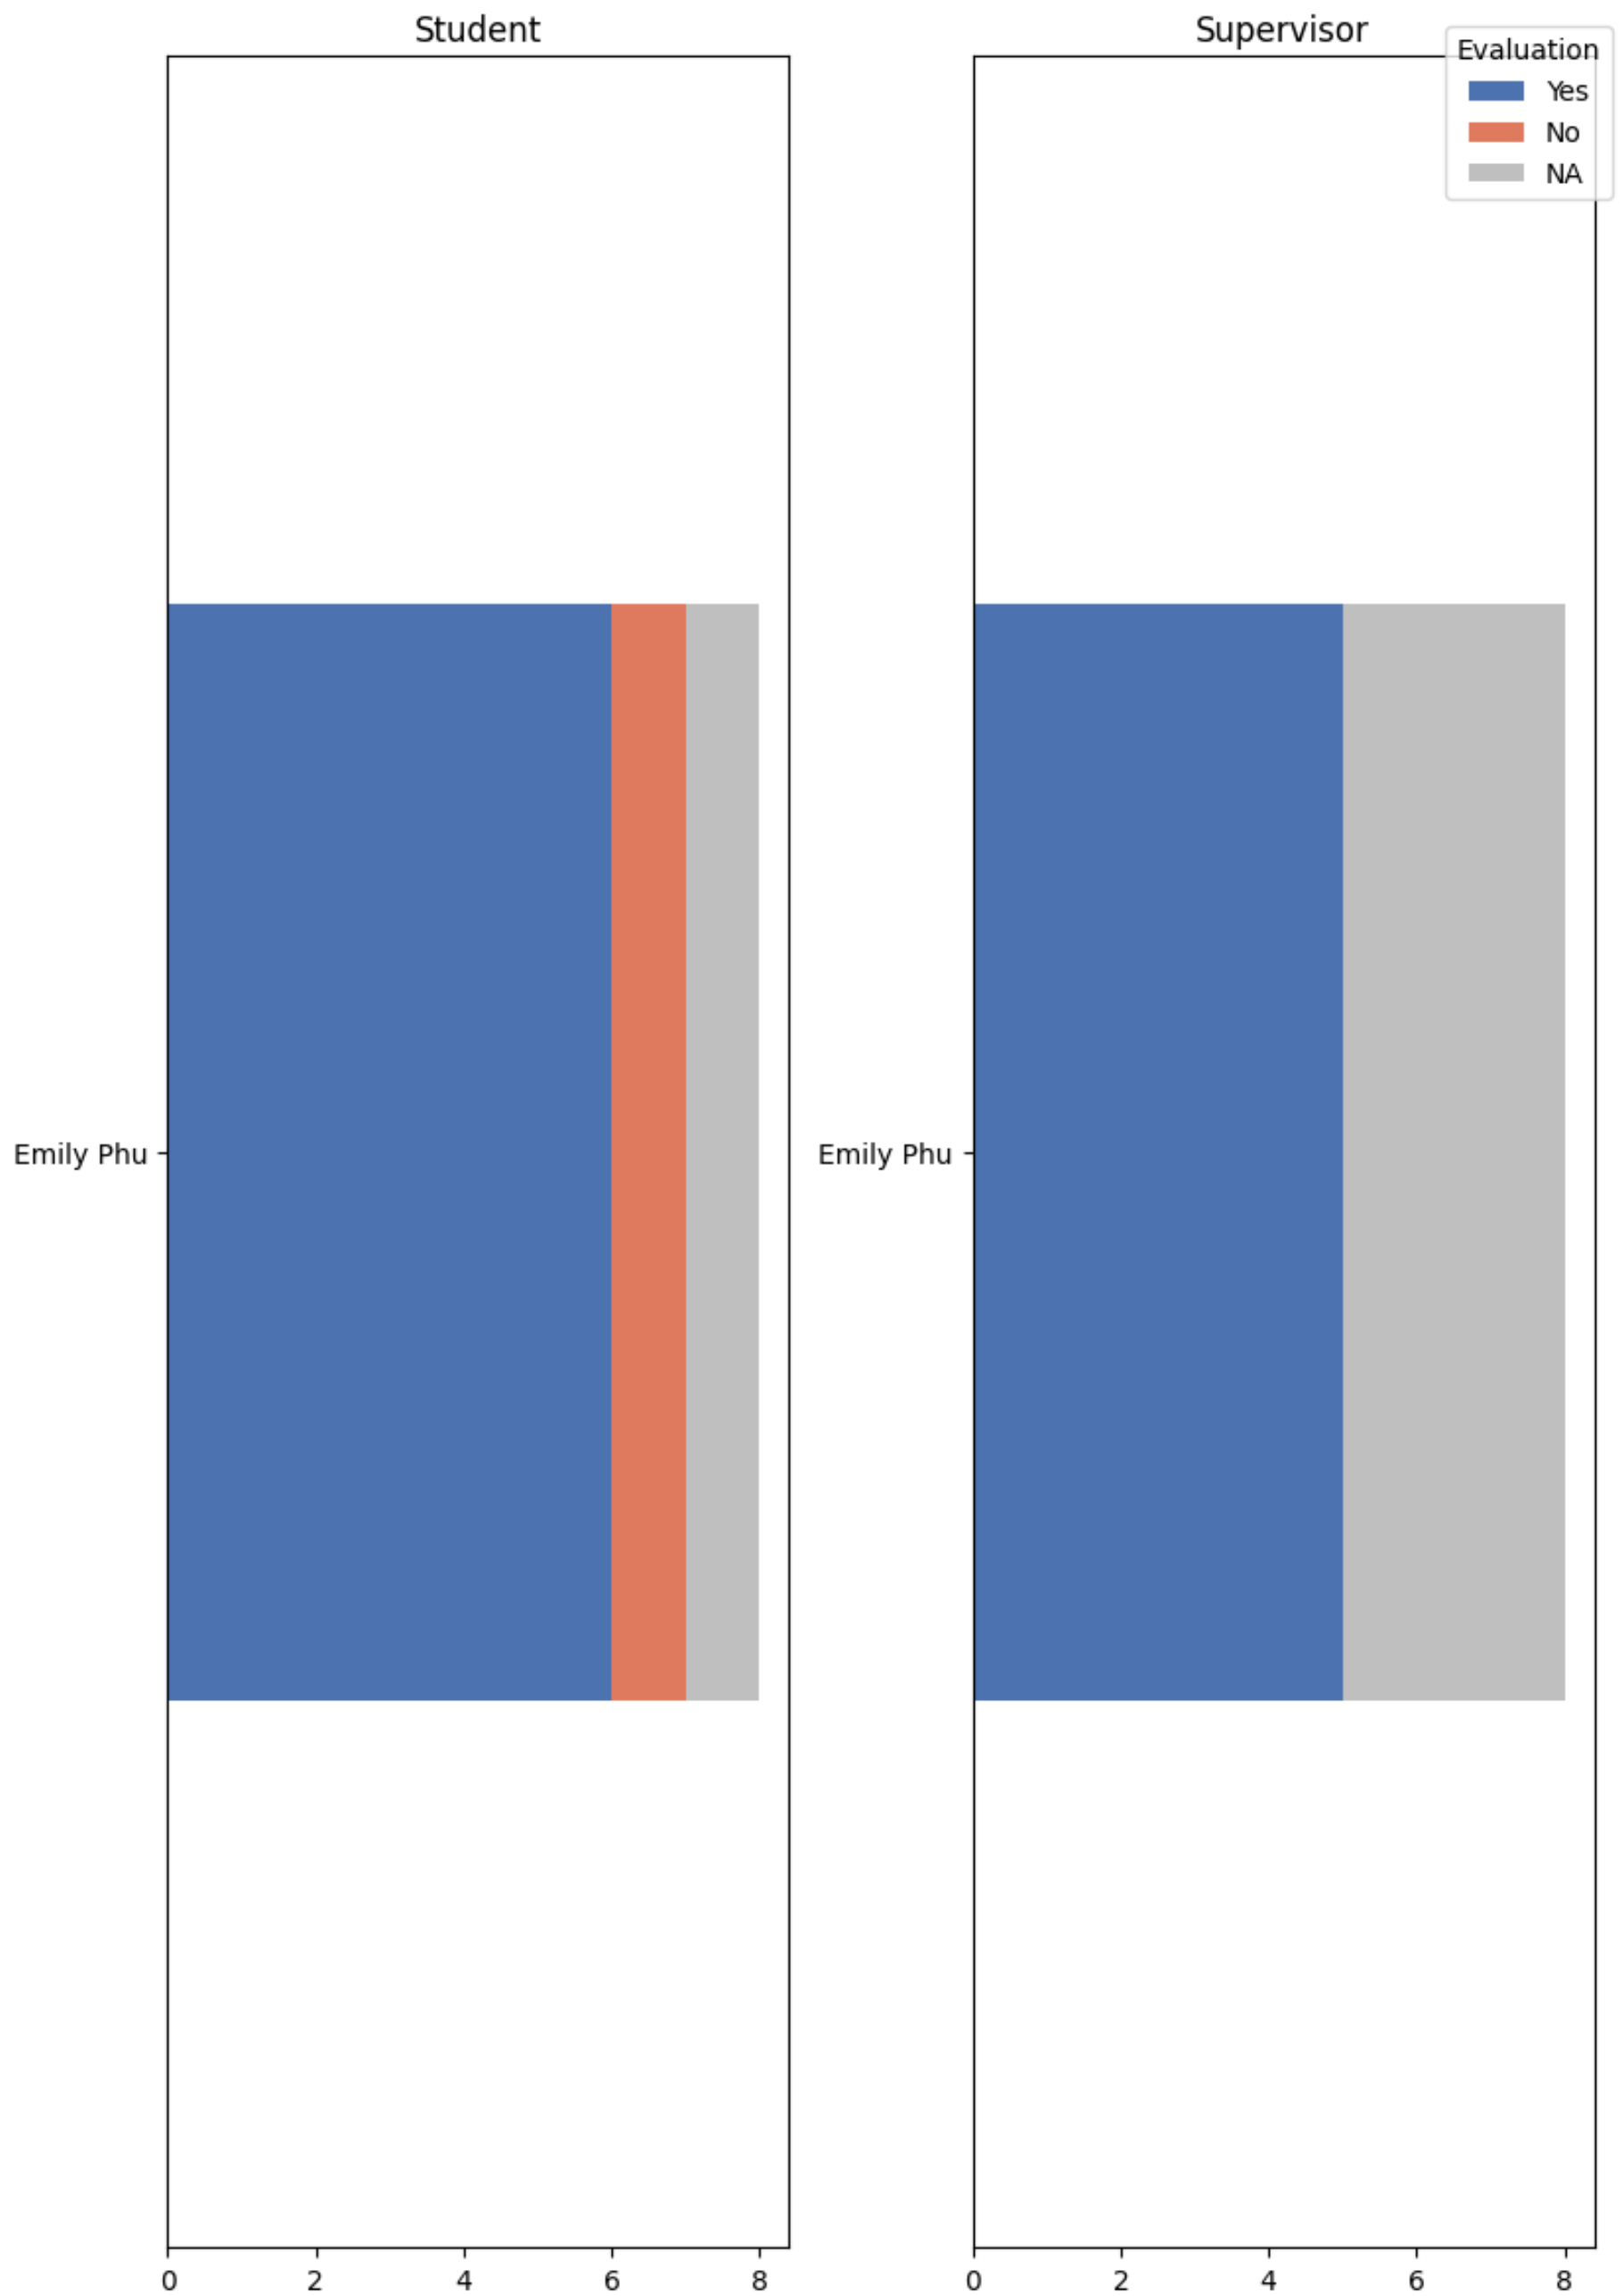 Student
Supervisor
Evaluation
Yes
No
NA
Emily Phu
Emily Phu
0 2 4 6 8
0 2 4 6 8